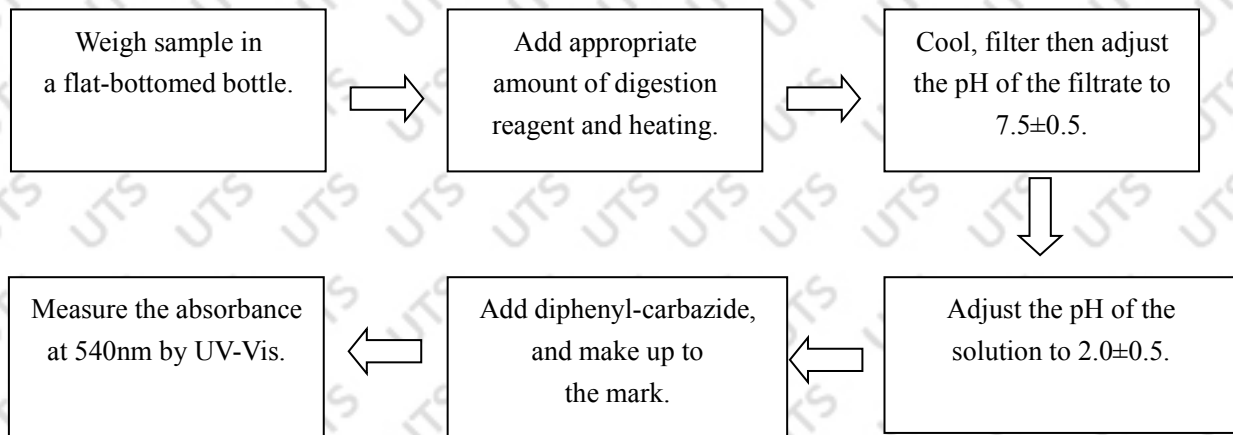 Weigh sample in
a flat-bottomed bottle.
Add appropriate
amount of digestion
reagent and heating.
Cool, filter then adjust
the pH of the filtrate to
7.5±0.5.
Adjust the pH of the
solution to 2.0±0.5.
Add diphenyl-carbazide,
and make up to
the mark.
Measure the absorbance
at 540nm by UV-Vis.
UTS